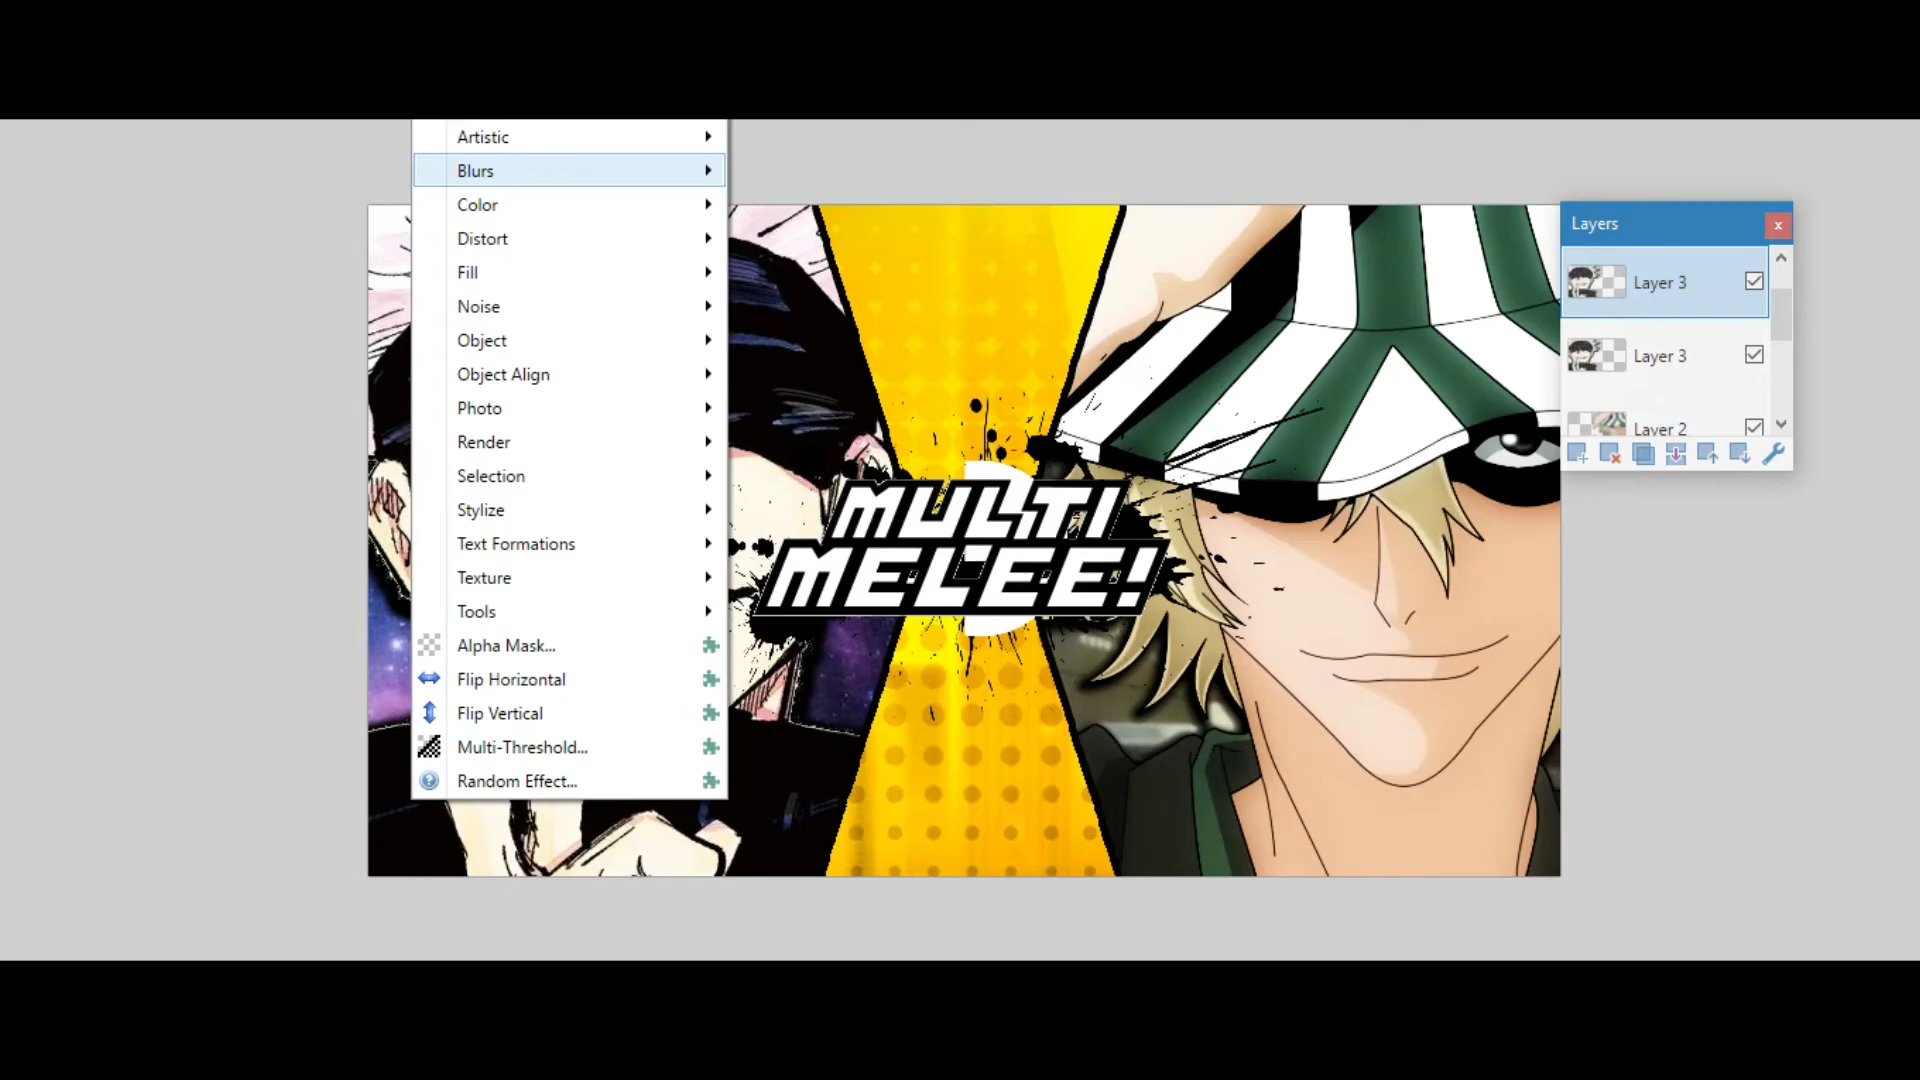 Artistic
Blurs
Color
Distort
Fill
Noise
Object
Object Align
Photo
Render
Selection
Stylize
Text Formations
Texture
Tools
Alpha Mask...
Flip Horizontal
Flip Vertical
Multi-Threshold...
Random Effect...
MULTI
MELEE!
Layers
Layer 3
Layer 3
Layer 2